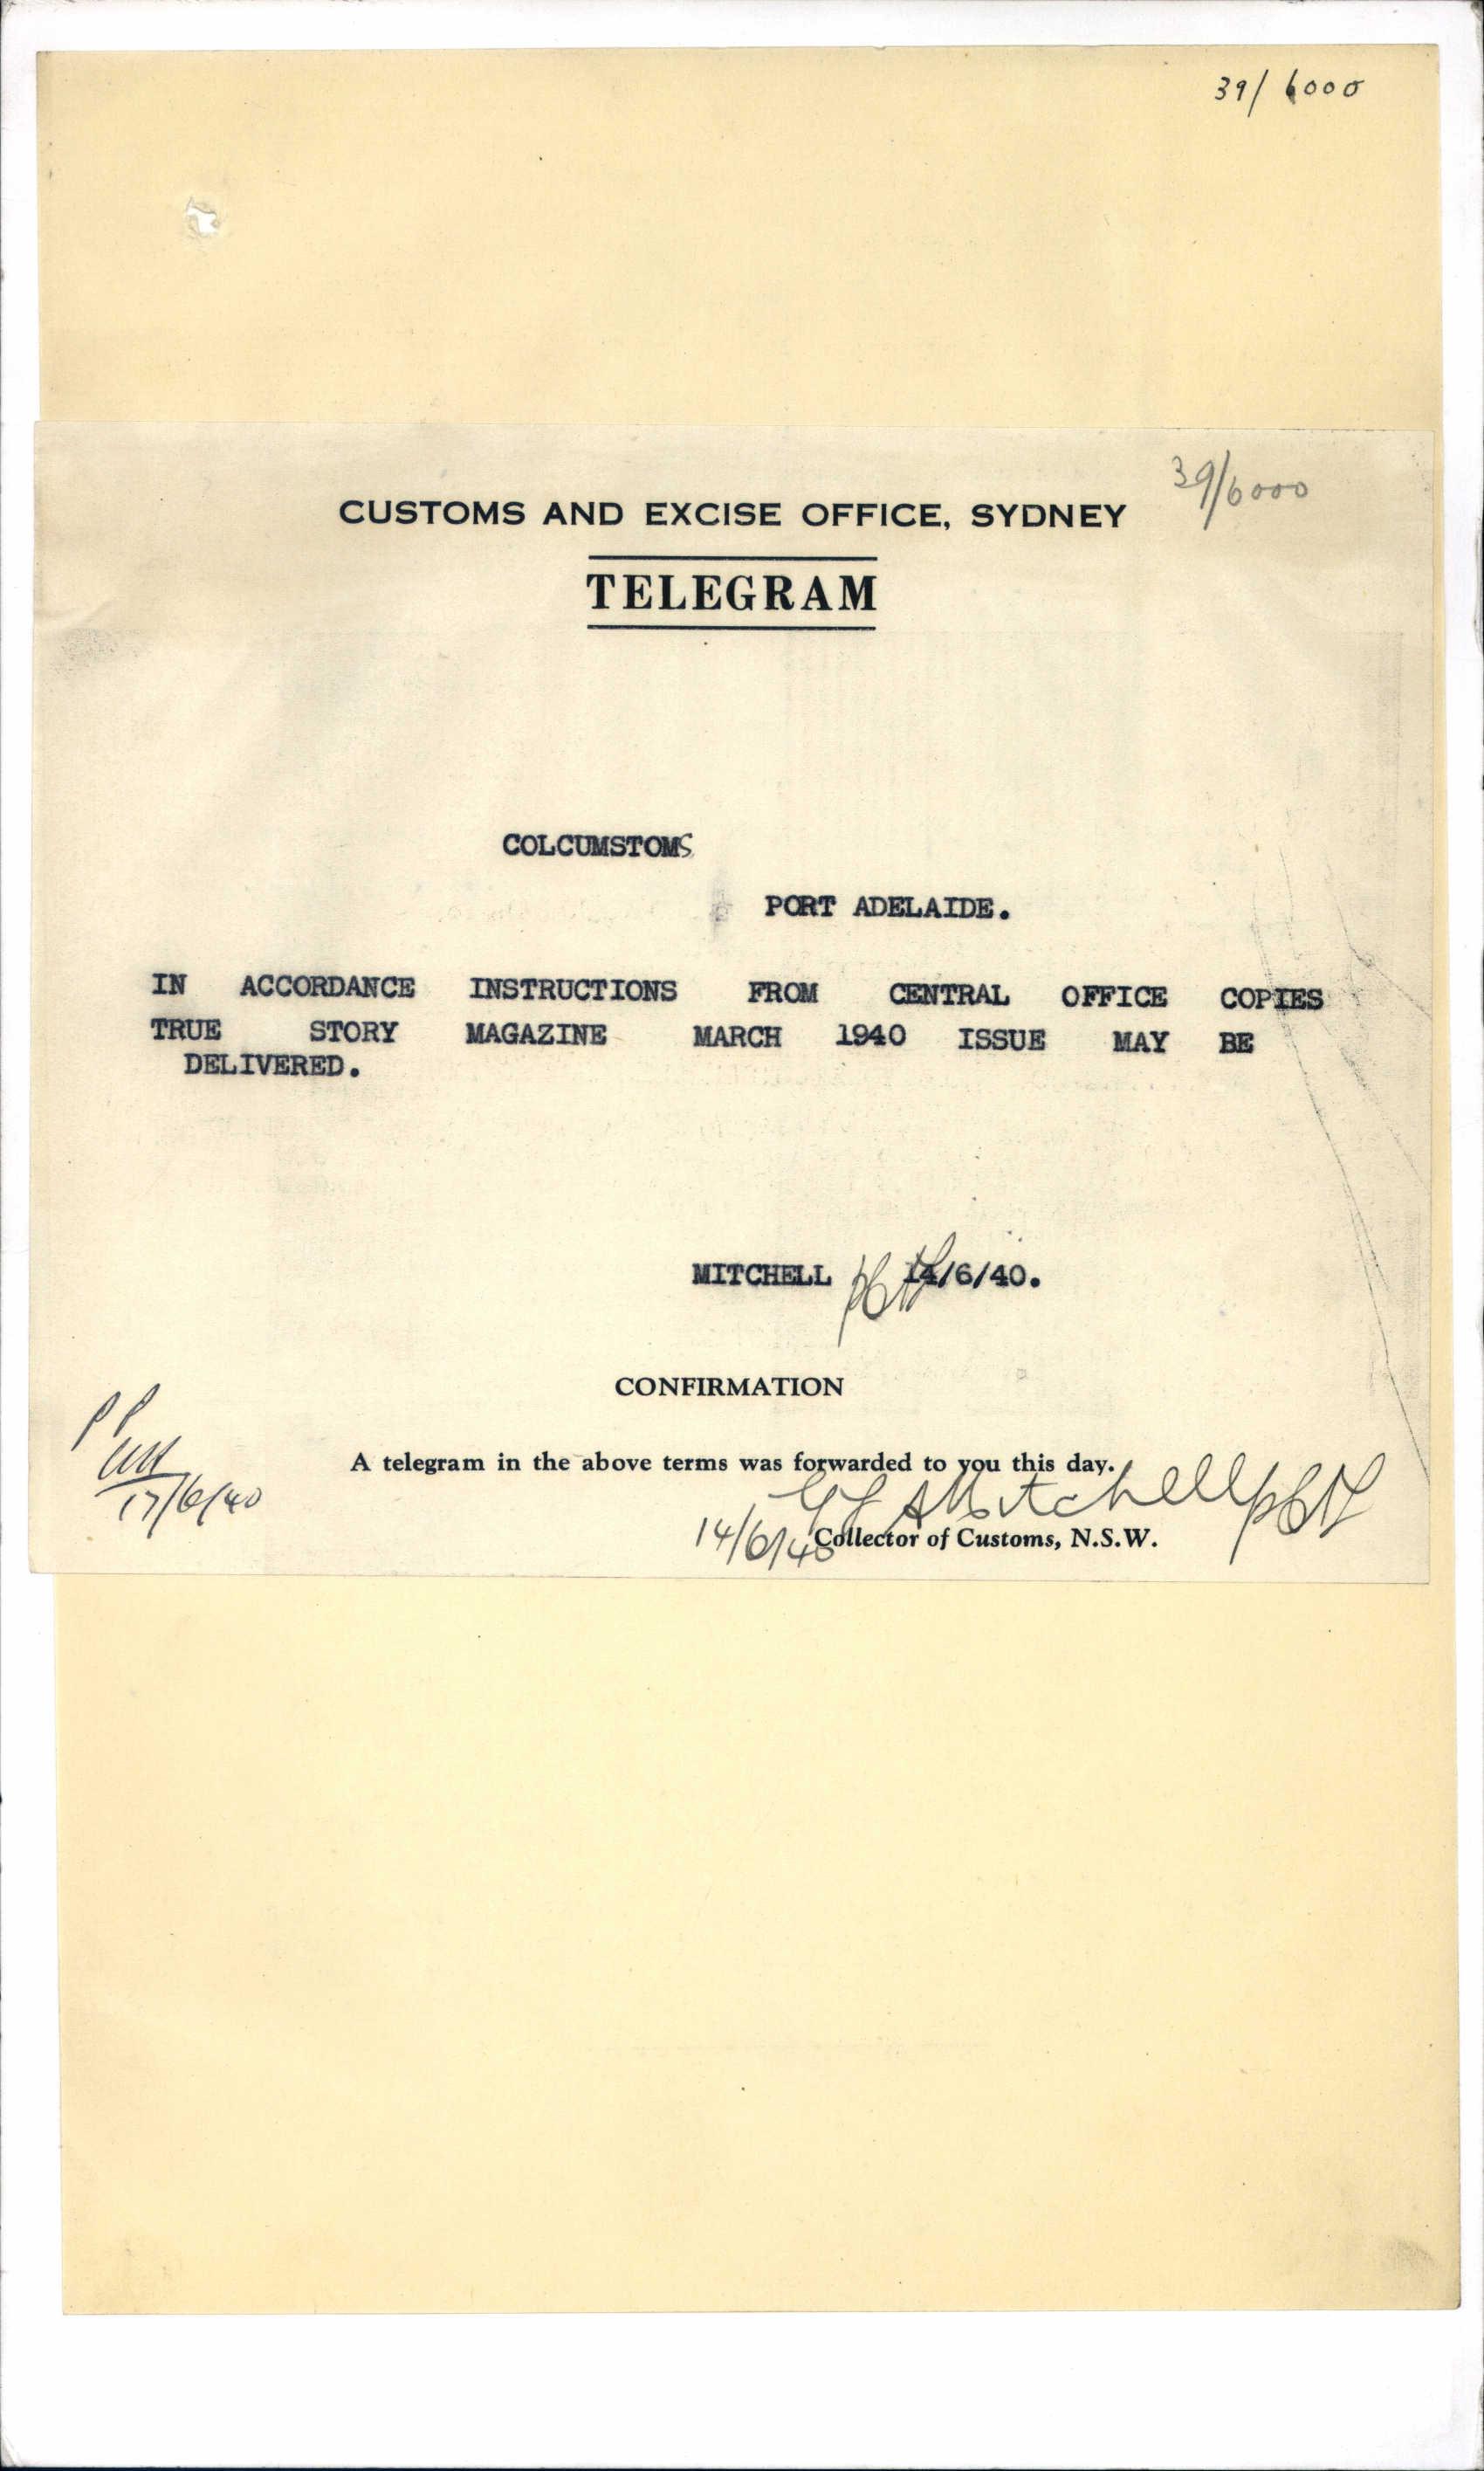 39/6000
39/6000
CUSTOMS AND EXCISE OFFICE, SYDNEY
TELEGRAM
COLCUMSTOMS
PORT ADELAIDE.
IN ACCORDANCE INSTRUCTIONS FROM CENTRAL OFFICE COPIES
TRUE STORY MAGAZINE MARCH 1940 ISSUE MAY BE
DELIVERED.
MITCHELL 14/6/40.
CONFIRMATION
PP
17/6/40
A telegram in the above terms was forwarded to you this day.
Mitchell
14/6/40 Collector of Customs, N.S.W.